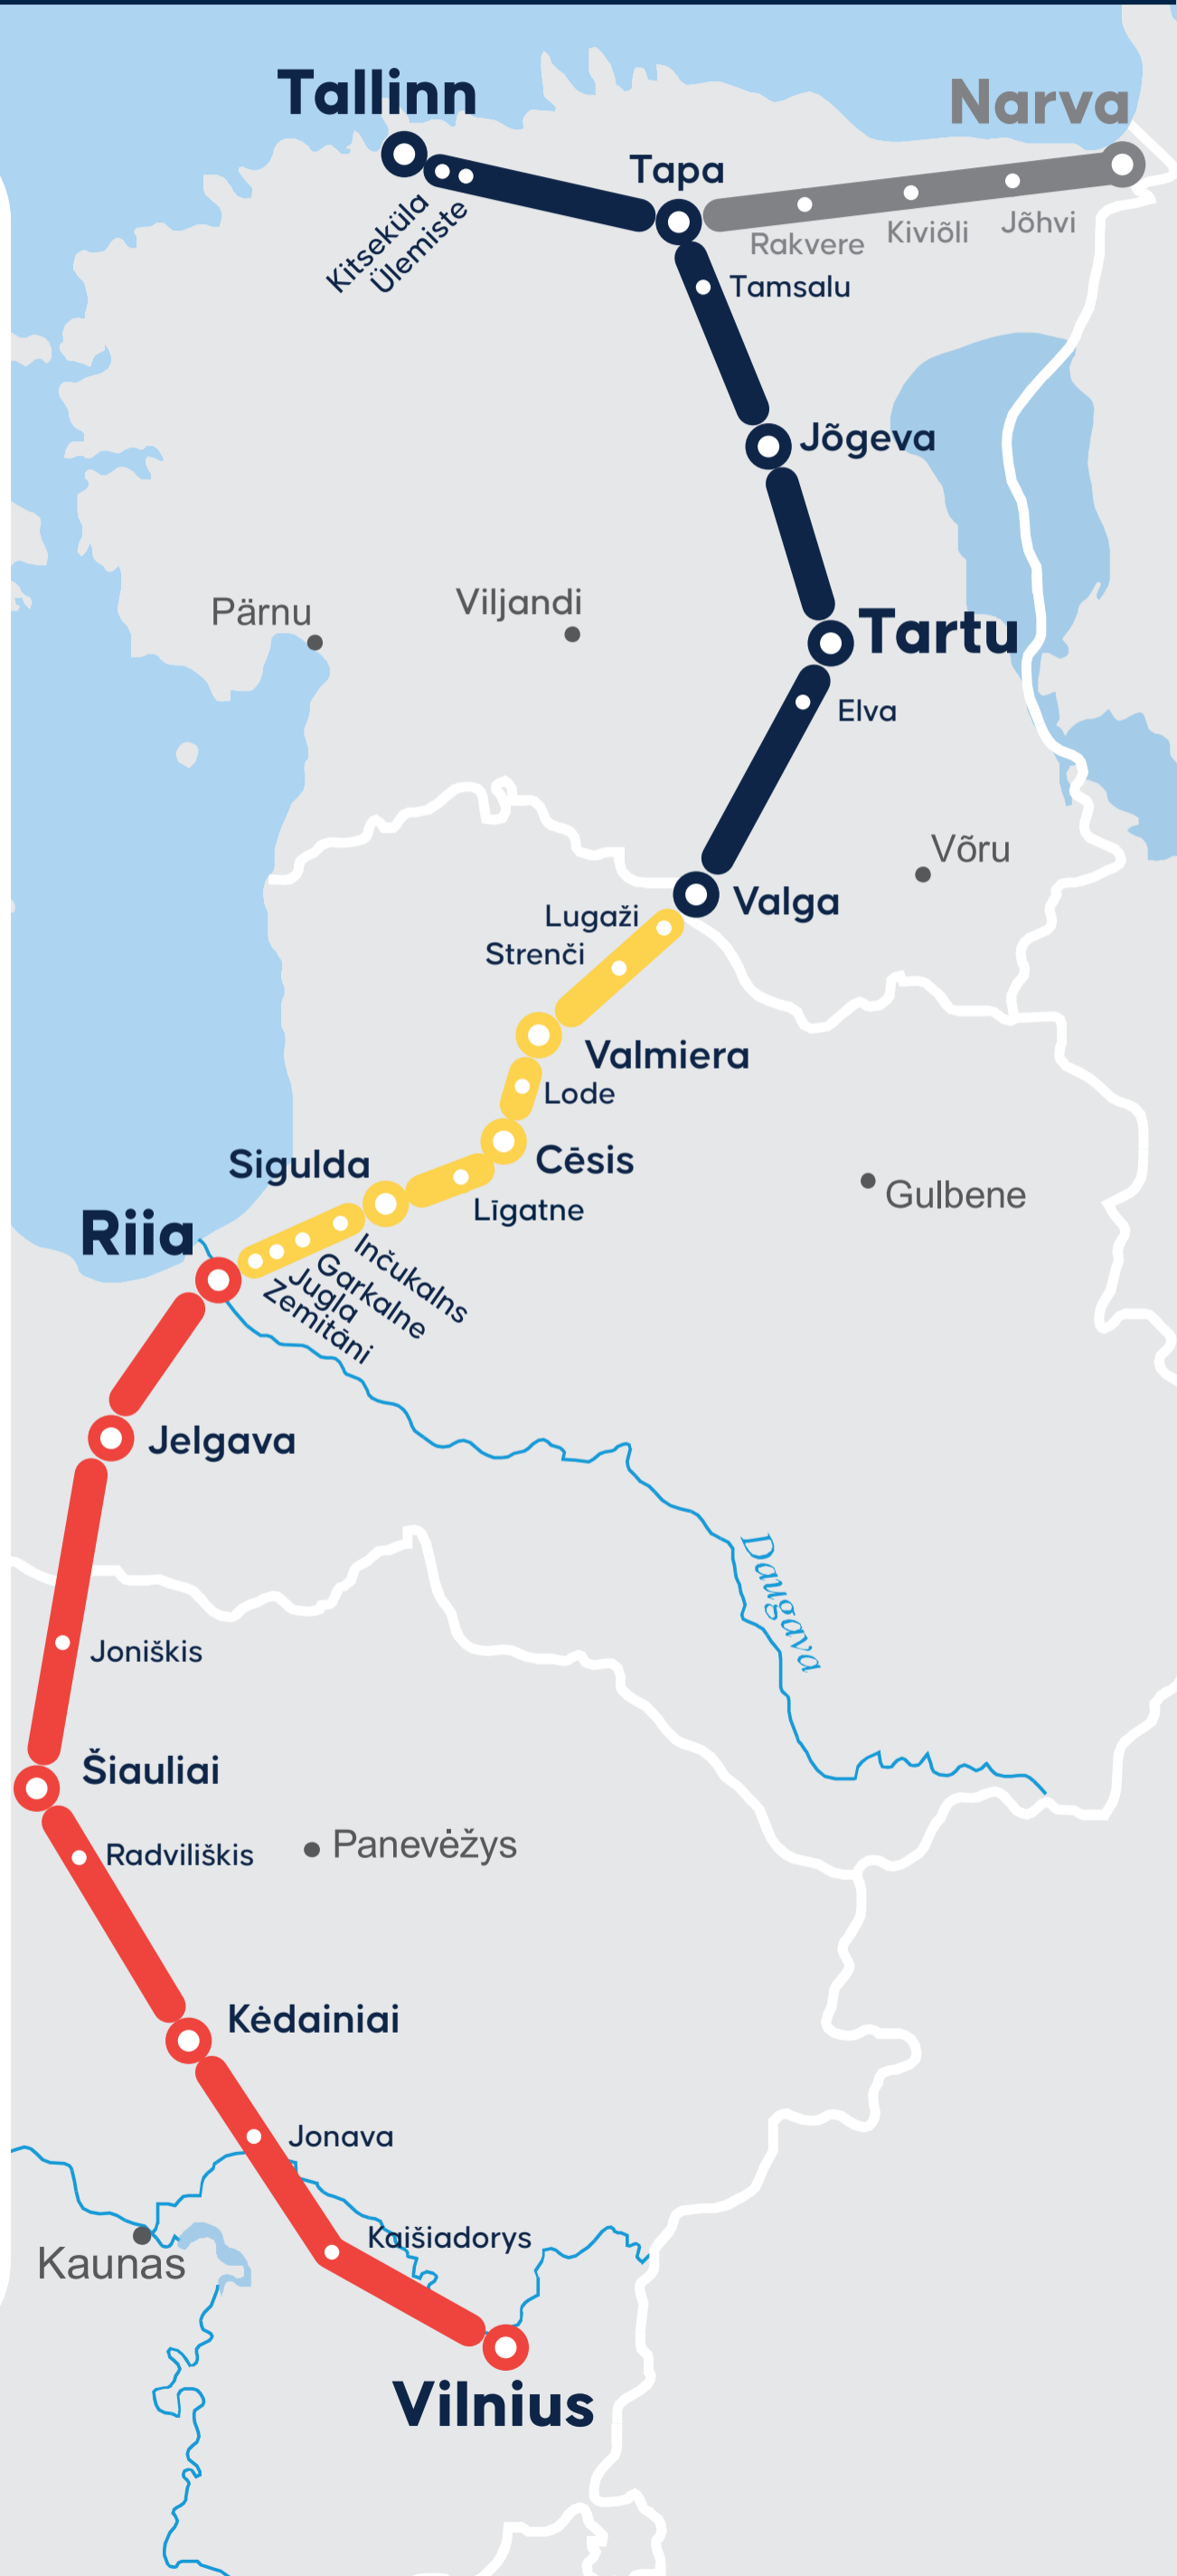 Tallinn
Narva
Tapa
Kitseküla
Ülemiste
Rakvere
Kiviõli
Jõhvi
Tamsalu
Jõgeva
Pärnu
Viljandi
Tartu
Elva
Võru
Valga
Lugaži
Strenči
Valmiera
Lode
Cēsis
Sigulda
Līgatne
Gulbene
Riia
Inčukalns
Garkalne
Jugla
Zemitāni
Jelgava
Daugava
Joniškis
Šiauliai
Radviliškis
Panevėžys
Kėdainiai
Jonava
Kaišiadorys
Kaunas
Vilnius